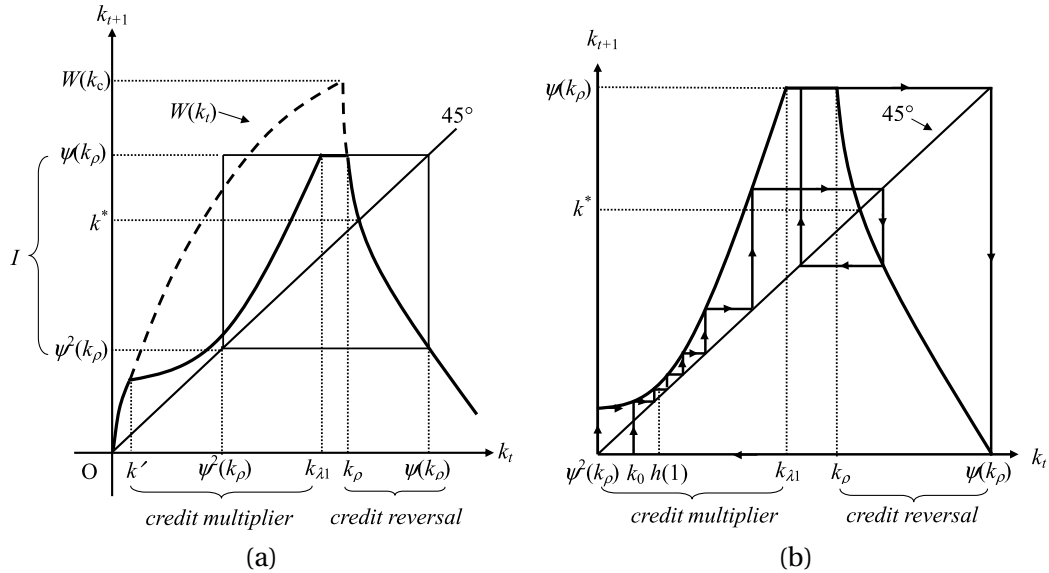 k_{t+1}
W(k_c)
W(k_t)
45°
ψ(k_ρ)
k*
I
ψ²(k_ρ)
O k′ ψ²(k_ρ) k_{λ1} k_ρ ψ(k_ρ) k_t
credit multiplier credit reversal
(a)
k_{t+1}
ψ(k_ρ)
45°
k*
ψ²(k_ρ) k_0 h(1) k_{λ1} k_ρ ψ(k_ρ) k_t
credit multiplier credit reversal
(b)